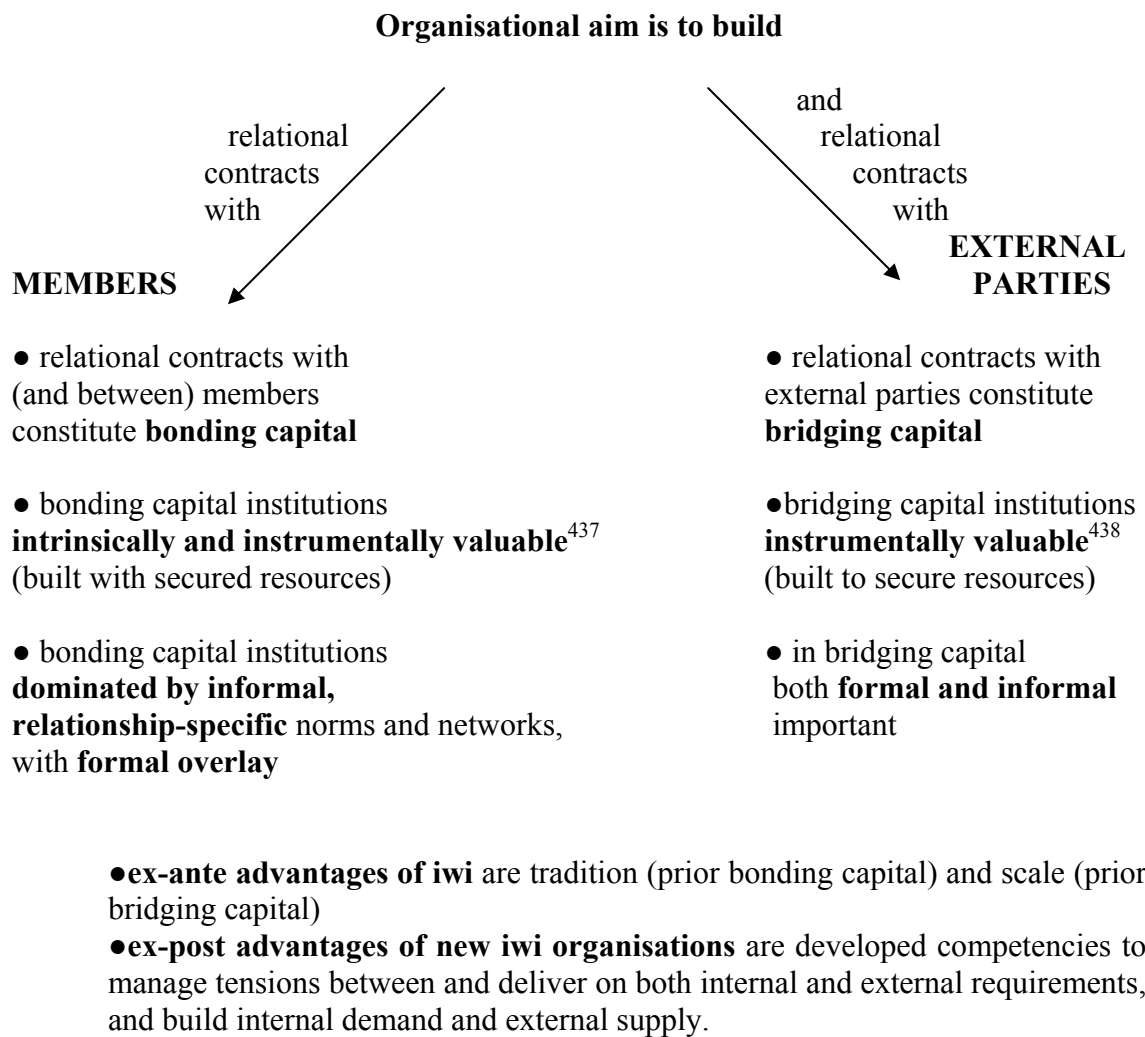 Organisational aim is to build
relational
contracts
with
and
relational
contracts
with
MEMBERS
EXTERNAL
PARTIES
● relational contracts with
(and between) members
constitute bonding capital
● bonding capital institutions
intrinsically and instrumentally valuable437
(built with secured resources)
● bonding capital institutions
dominated by informal,
relationship-specific norms and networks,
with formal overlay
● relational contracts with
external parties constitute
bridging capital
●bridging capital institutions
instrumentally valuable438
(built to secure resources)
● in bridging capital
both formal and informal
important
●ex-ante advantages of iwi are tradition (prior bonding capital) and scale (prior
bridging capital)
●ex-post advantages of new iwi organisations are developed competencies to
manage tensions between and deliver on both internal and external requirements,
and build internal demand and external supply.